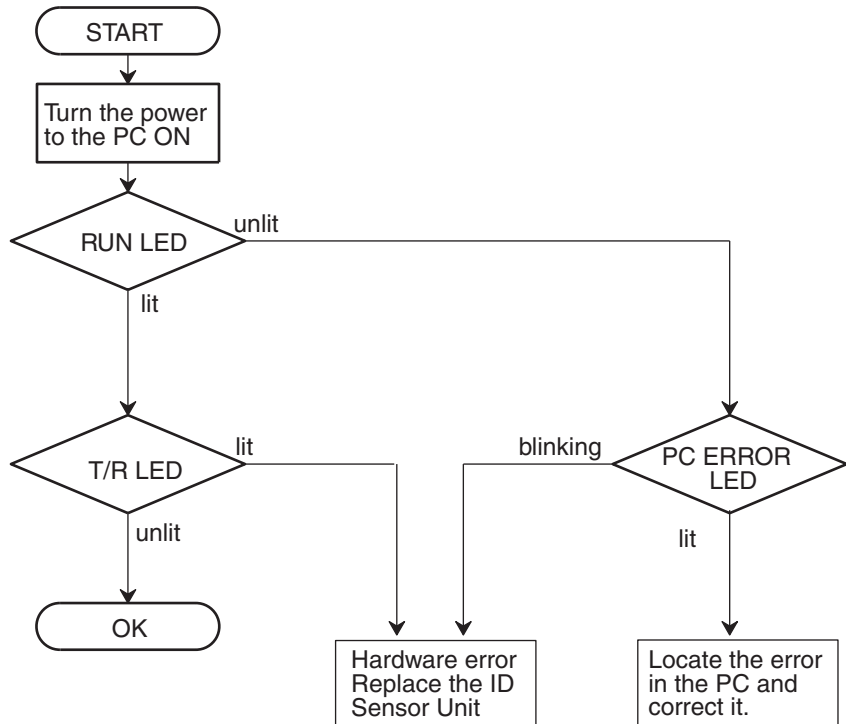 START
Turn the power
to the PC ON
RUN LED
unlit
lit
T/R LED
lit
unlit
blinking
PC ERROR
LED
lit
OK
Hardware error
Replace the ID
Sensor Unit
Locate the error
in the PC and
correct it.